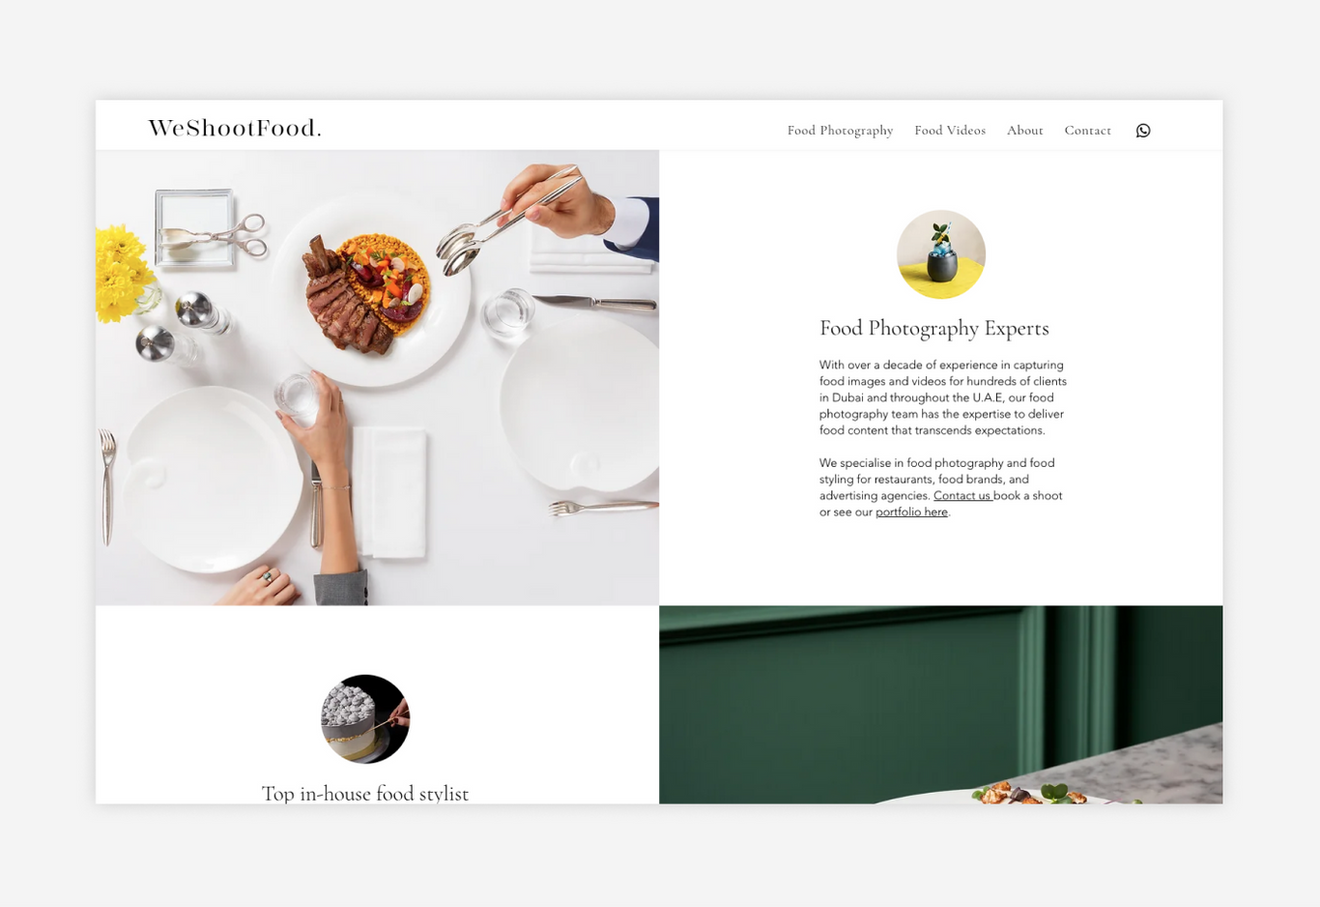 WeShootFood.
Food Photography Food Videos About Contact
Food Photography Experts
With over a decade of experience in capturing
food images and videos for hundreds of clients
in Dubai and throughout the U.A.E, our food
photography team has the expertise to deliver
food content that transcends expectations.
We specialise in food photography and food
styling for restaurants, food brands, and
advertising agencies. Contact us book a shoot
or see our portfolio here.
Top in-house food stylist